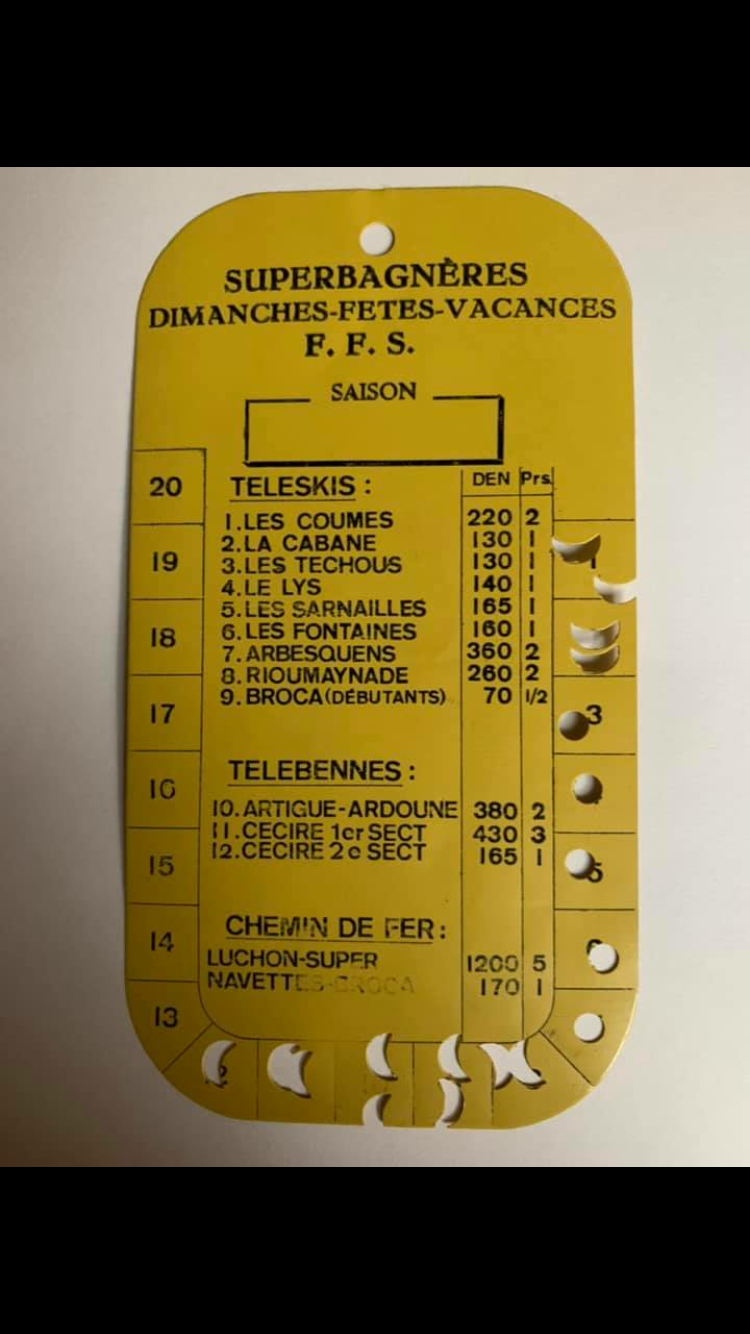 SUPERBAGNÈRES
DIMANCHES-FETES-VACANCES
F. F. S.
SAISON
TELESKIS : DEN Prs.
1.LES COUMES 220 2
2.LA CABANE 130 1
3.LES TECHOUS 130 1
4.LE LYS 140 1
5.LES SARNAILLES 165 1
6.LES FONTAINES 160 1
7.ARBESQUENS 360 2
8.RIOUMAYNADE 260 2
9.BROCA (DÉBUTANTS) 70 1/2
TELEBENNES :
10.ARTIGUE-ARDOUNE 380 2
11.CECIRE 1er SECT 430 3
12.CECIRE 2e SECT 165 1
CHEMIN DE FER :
LUCHON-SUPER 1200 5
NAVETTES-BROCA 170 1
20
19
18
17
16
15
14
13
1
3
5